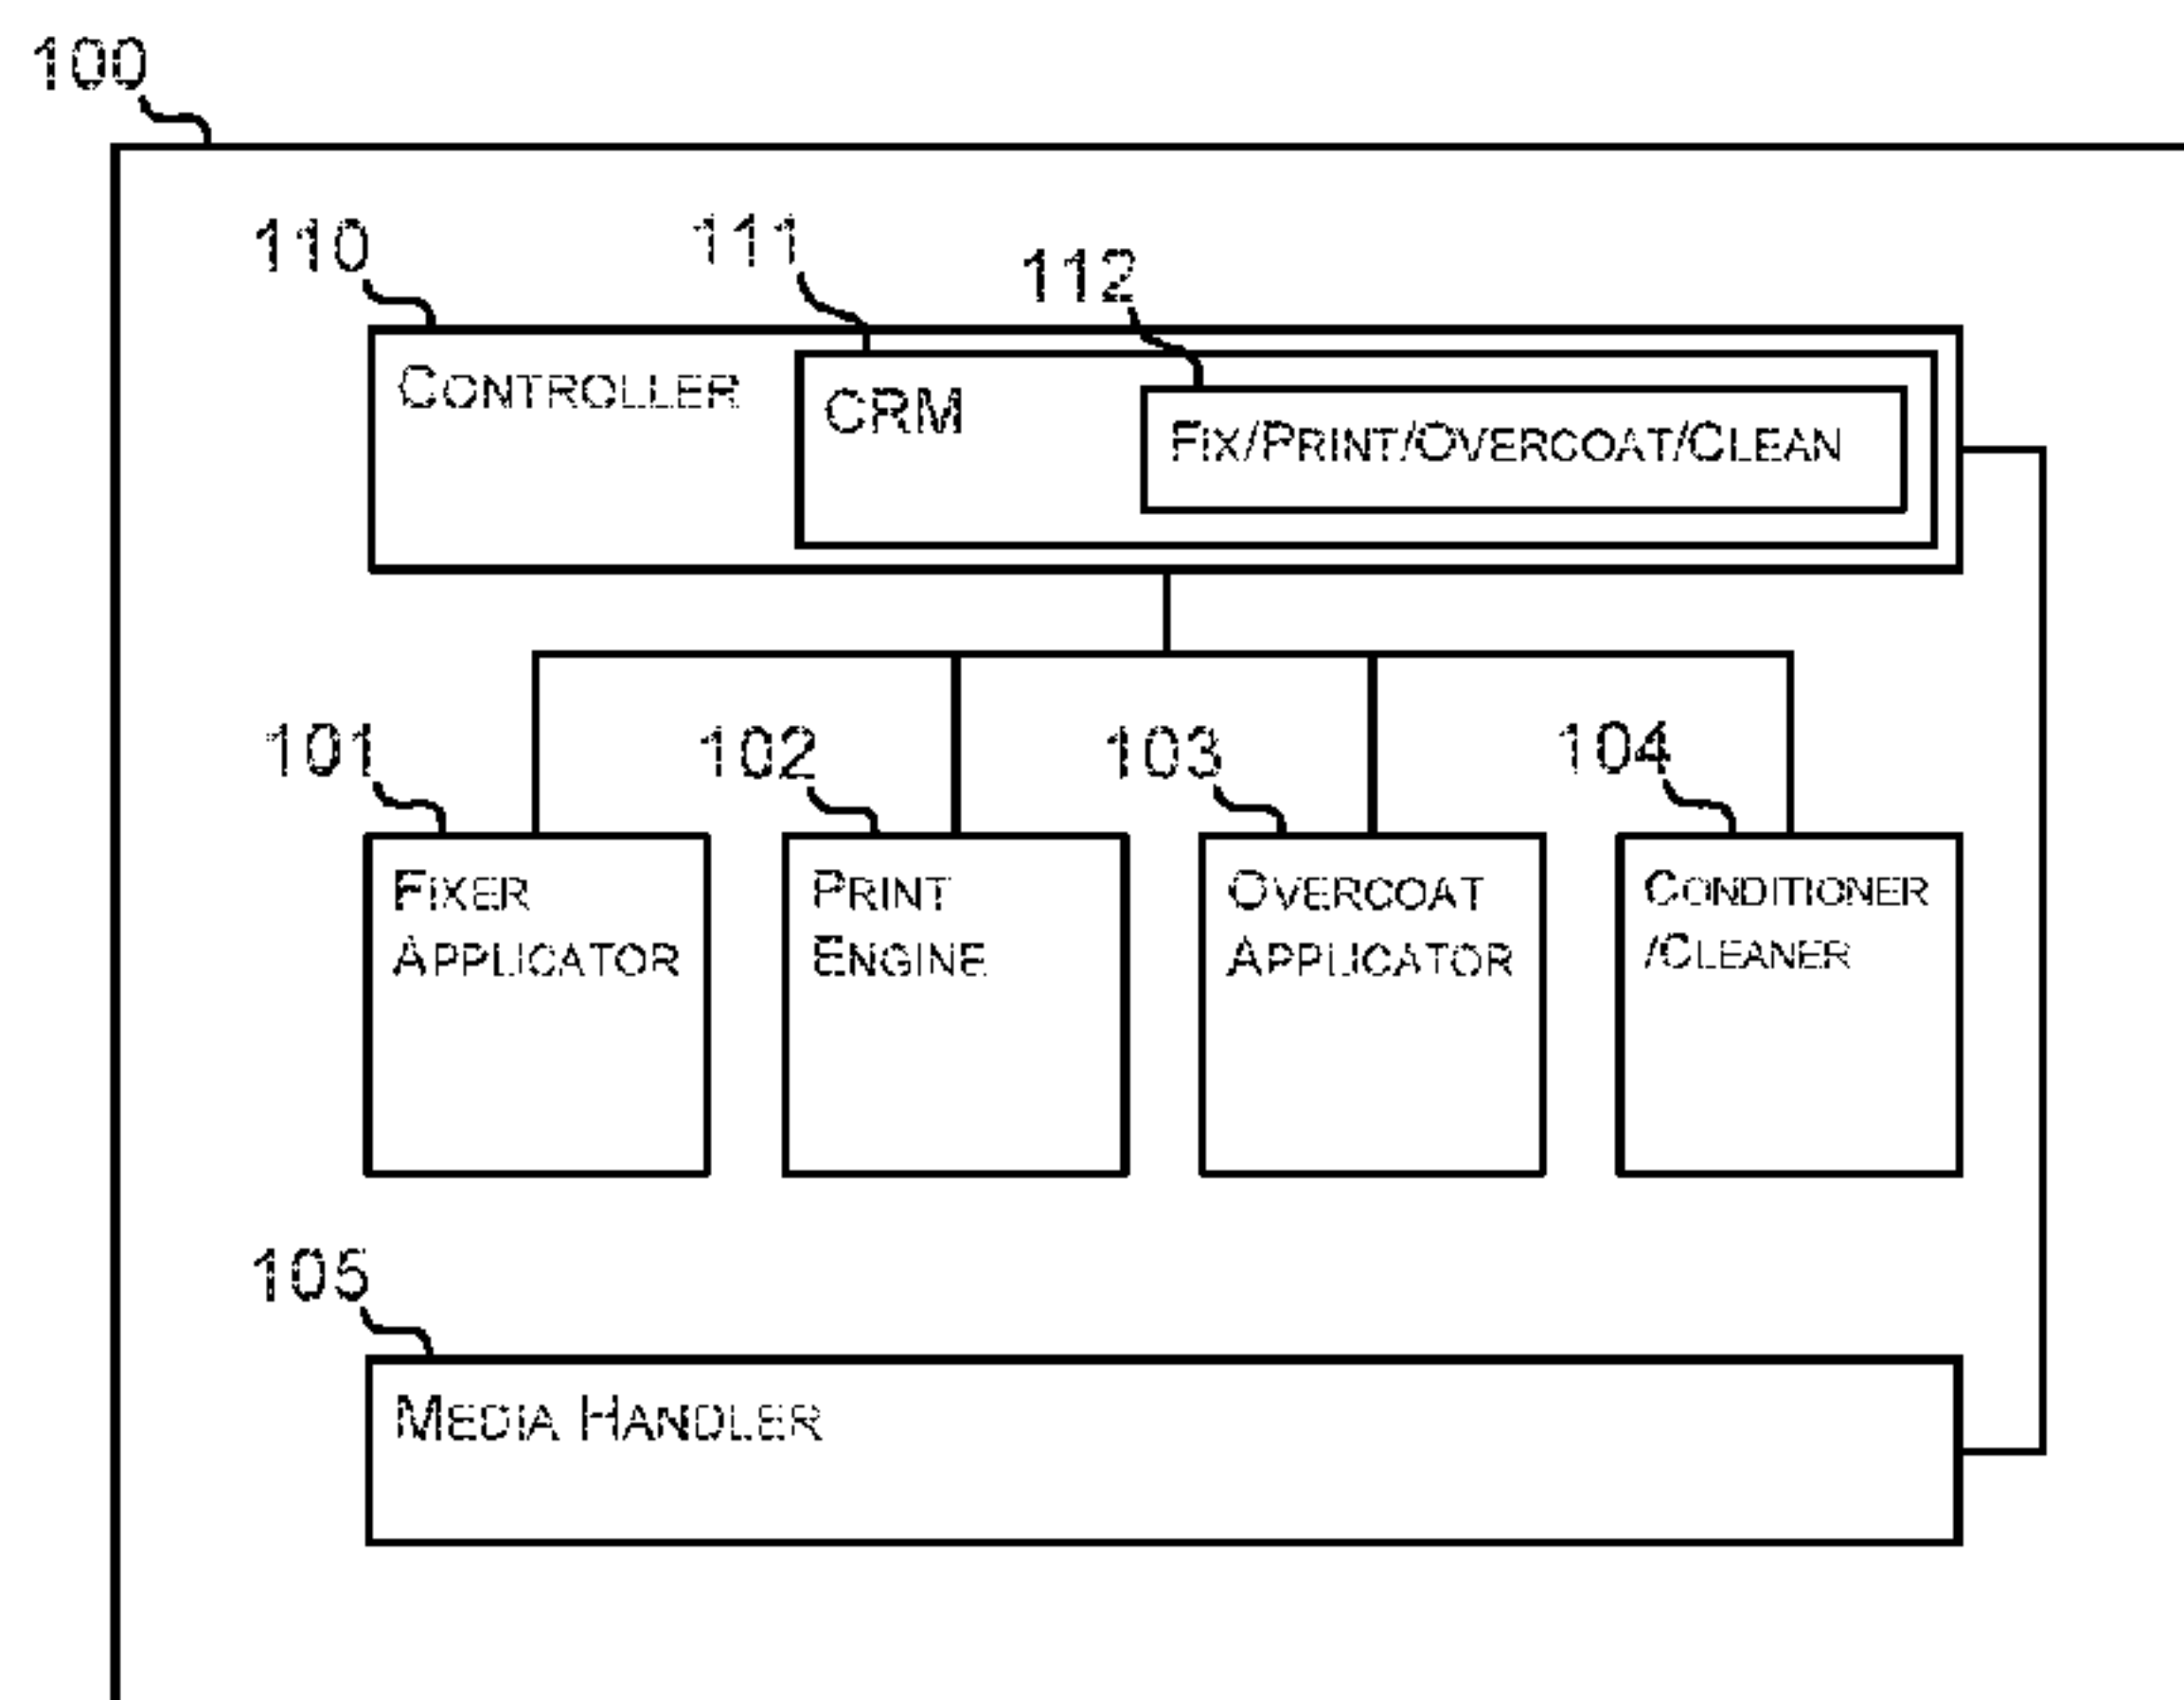 100
110
111
112
CONTROLLER
CRM
FIX/PRINT/OVERCOAT/CLEAN
101
102
103
104
FIXER
APPLICATOR
PRINT
ENGINE
OVERCOAT
APPLICATOR
CONDITIONER
/CLEANER
105
MEDIA HANDLER